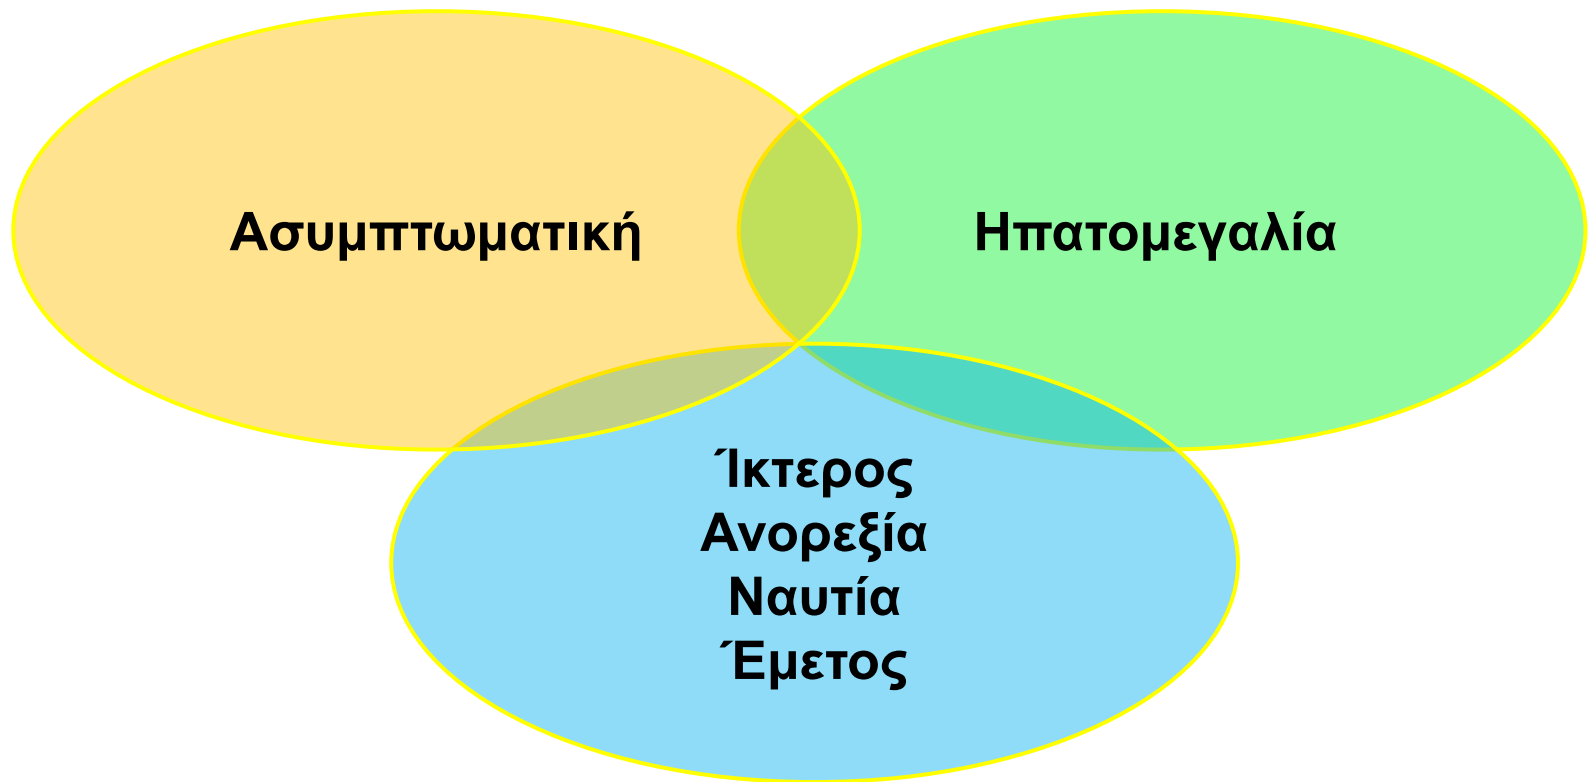 Ασυμπτωματική
Ηπατομεγαλία
Ίκτερος
Ανορεξία
Ναυτία
Έμετος